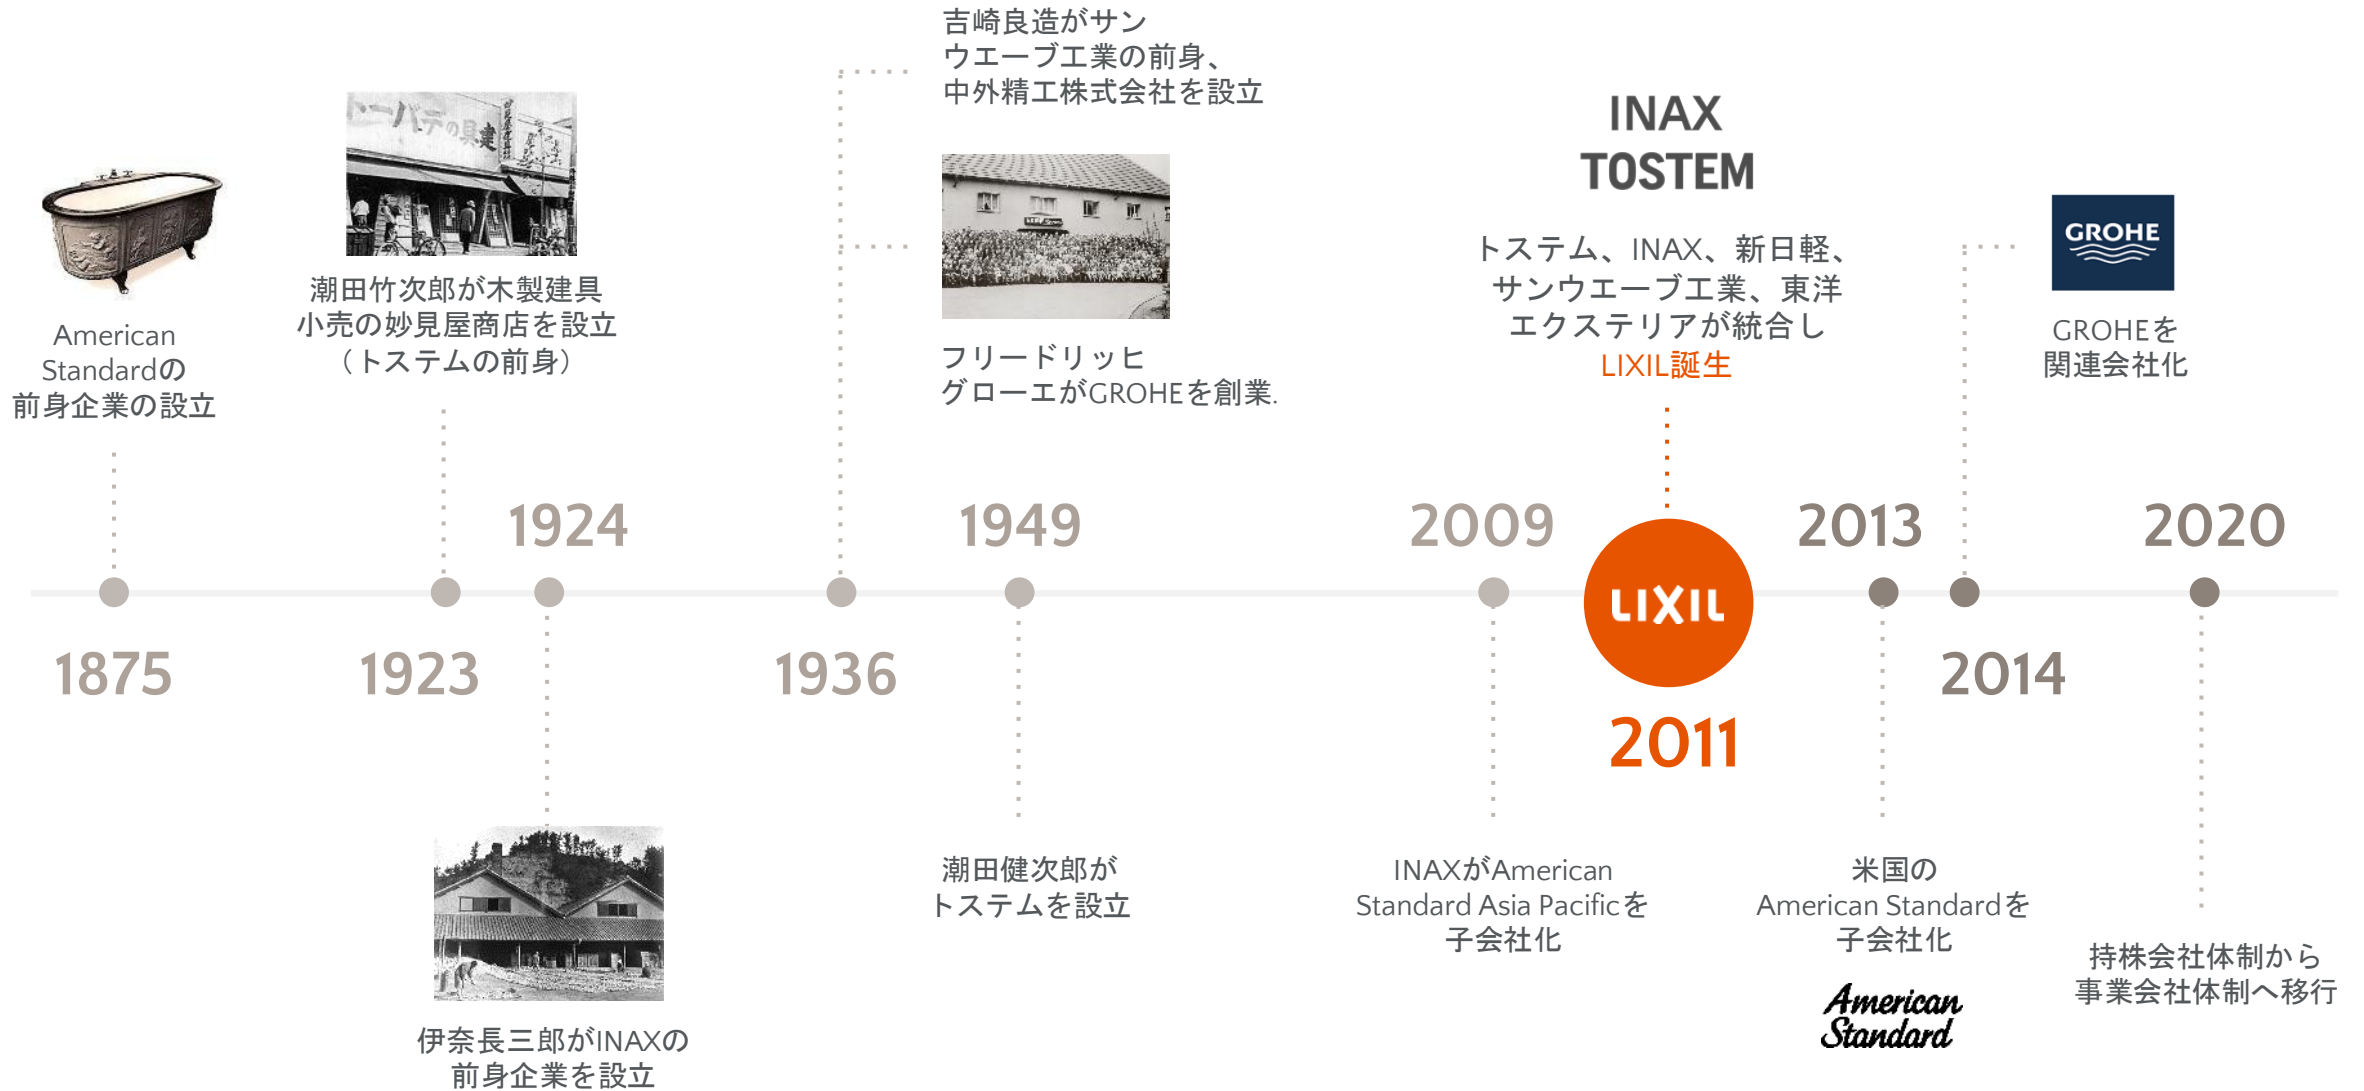 American
Standardの
前身企業の設立
1875
建具のデパート
潮田竹次郎が木製建具
小売の妙見屋商店を設立
（トステムの前身）
1923
1924
伊奈長三郎がINAXの
前身企業を設立
吉崎良造がサン
ウエーブ工業の前身、
中外精工株式会社を設立
フリードリッヒ
グローエがGROHEを創業.
1936
1949
潮田健次郎が
トステムを設立
2009
INAXがAmerican
Standard Asia Pacificを
子会社化
INAX
TOSTEM
トステム、INAX、新日軽、
サンウエーブ工業、東洋
エクステリアが統合し
LIXIL誕生
LIXIL
2011
2013
米国の
American Standardを
子会社化
American
Standard
GROHE
GROHEを
関連会社化
2014
2020
持株会社体制から
事業会社体制へ移行